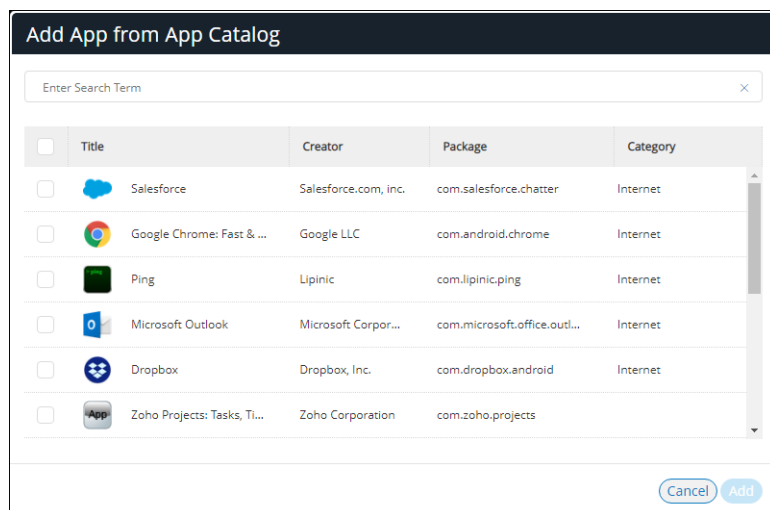 Add App from App Catalog
Enter Search Term
Title Creator Package Category
Salesforce Salesforce.com, inc. com.salesforce.chatter Internet
Google Chrome: Fast & ... Google LLC com.android.chrome Internet
ping
Ping Lipinic com.lipinic.ping Internet
Microsoft Outlook Microsoft Corpor... com.microsoft.office.outl... Internet
Dropbox Dropbox, Inc. com.dropbox.android Internet
App Zoho Projects: Tasks, Ti... Zoho Corporation com.zoho.projects
Cancel Add